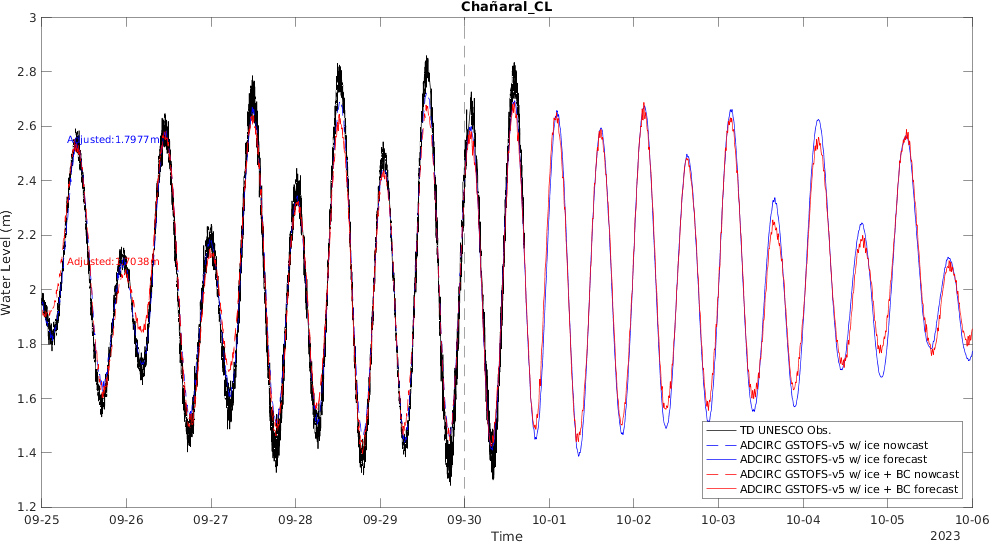 Chañaral_CL
Water Level (m)
3
2.8
2.6
2.4
2.2
2
1.8
1.6
1.4
1.2
Adjusted:1.7977m
Adjusted:1.7038m
TD UNESCO Obs.
ADCIRC GSTOFS-v5 w/ ice nowcast
ADCIRC GSTOFS-v5 w/ ice forecast
ADCIRC GSTOFS-v5 w/ ice + BC nowcast
ADCIRC GSTOFS-v5 w/ ice + BC forecast
09-25 09-26 09-27 09-28 09-29 09-30 10-01 10-02 10-03 10-04 10-05 10-06
Time
2023